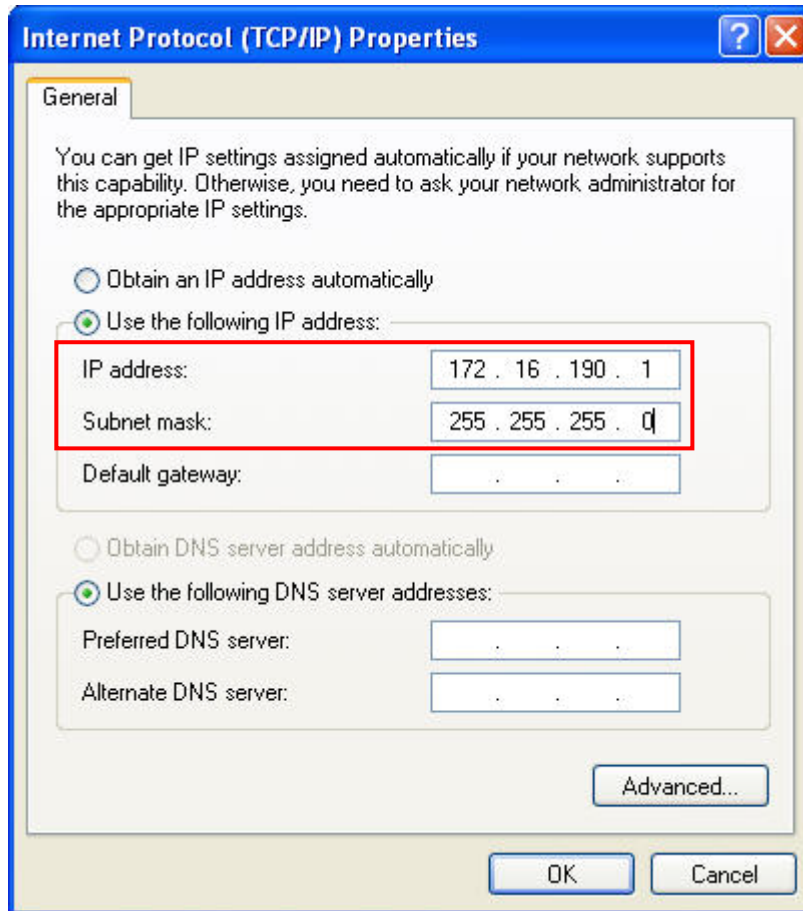 Internet Protocol (TCP/IP) Properties
General
You can get IP settings assigned automatically if your network supports
this capability. Otherwise, you need to ask your network administrator for
the appropriate IP settings.
Obtain an IP address automatically
Use the following IP address:
IP address: 172 . 16 . 190 . 1
Subnet mask: 255 . 255 . 255 . 0
Default gateway: . . .
Obtain DNS server address automatically
Use the following DNS server addresses:
Preferred DNS server: . . .
Alternate DNS server: . . .
Advanced...
OK Cancel